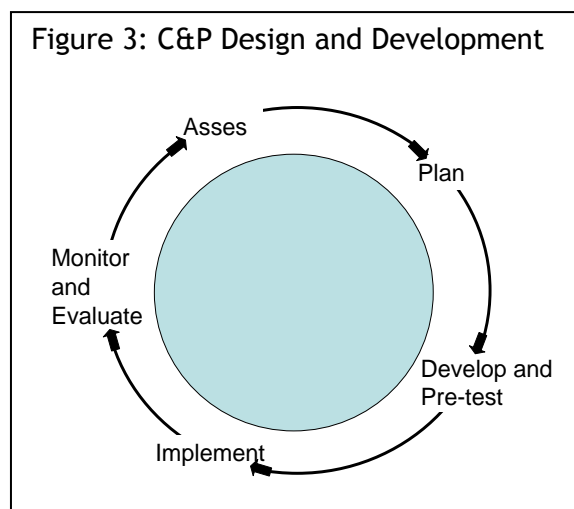 Figure 3: C&P Design and Development
Asses
Plan
Develop and
Pre-test
Implement
Monitor
and
Evaluate